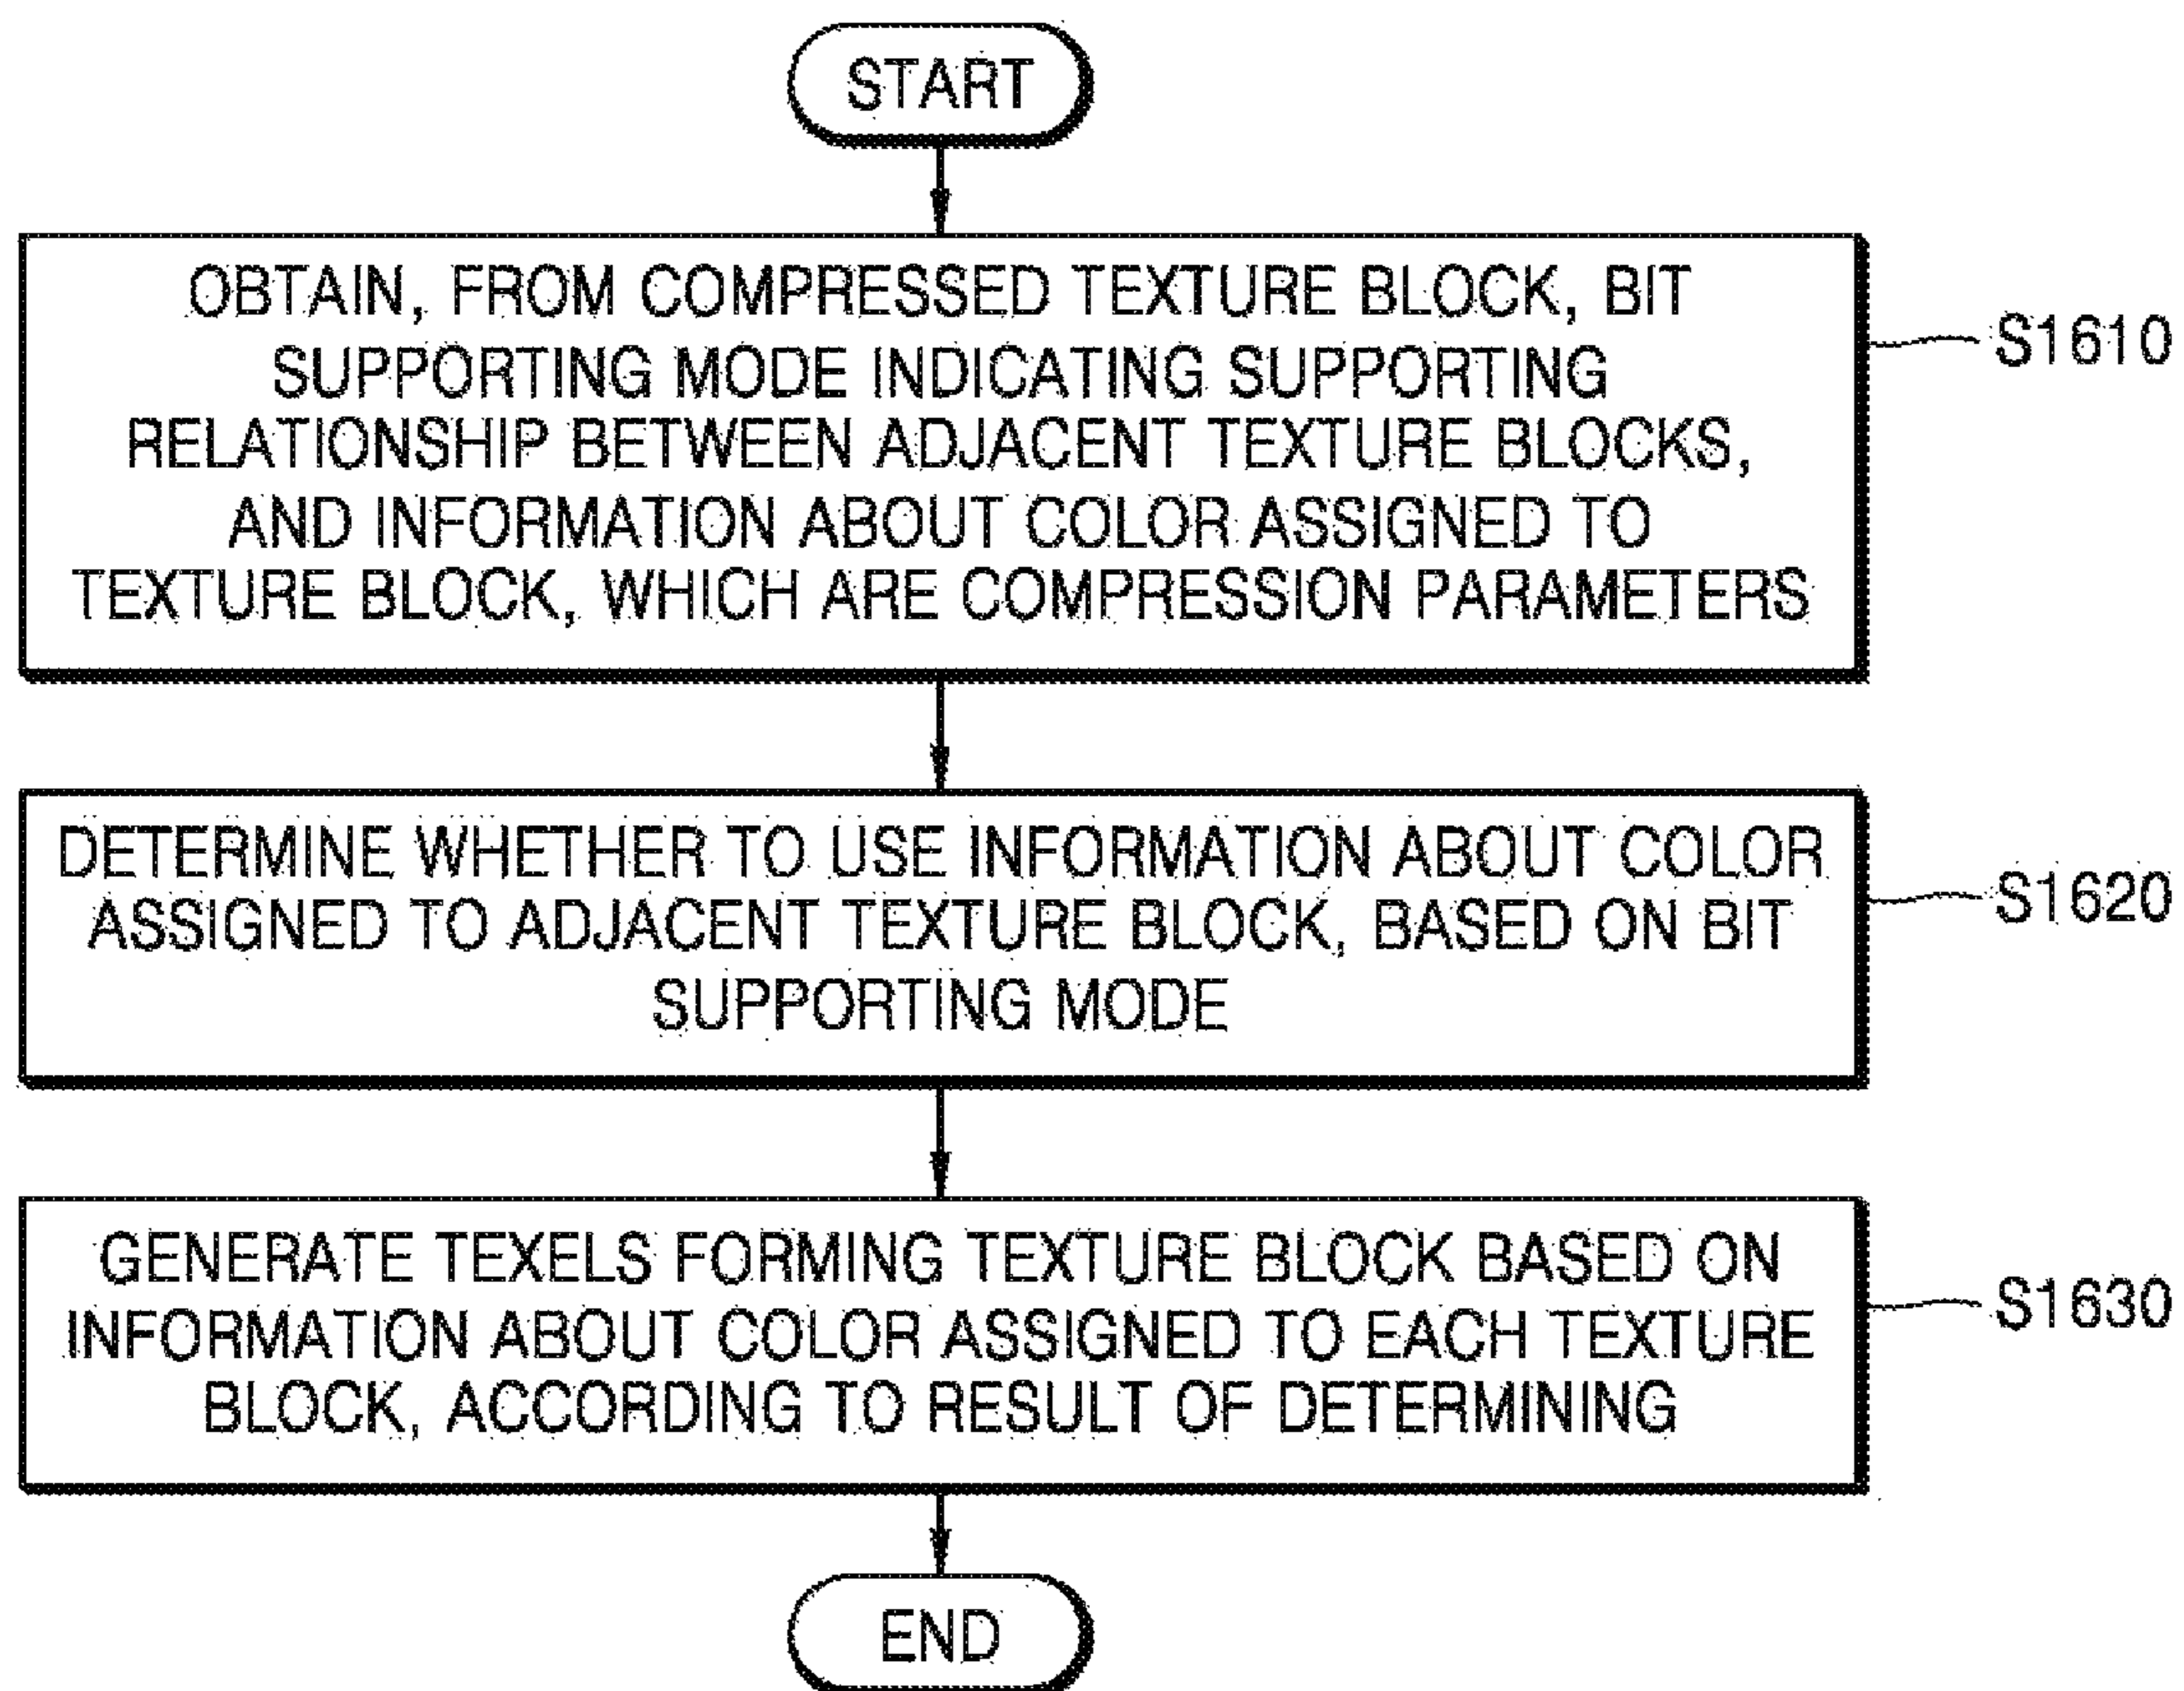 START
OBTAIN, FROM COMPRESSED TEXTURE BLOCK, BIT
SUPPORTING MODE INDICATING SUPPORTING
RELATIONSHIP BETWEEN ADJACENT TEXTURE BLOCKS,
AND INFORMATION ABOUT COLOR ASSIGNED TO
TEXTURE BLOCK, WHICH ARE COMPRESSION PARAMETERS
S1610
DETERMINE WHETHER TO USE INFORMATION ABOUT COLOR
ASSIGNED TO ADJACENT TEXTURE BLOCK, BASED ON BIT
SUPPORTING MODE
S1620
GENERATE TEXELS FORMING TEXTURE BLOCK BASED ON
INFORMATION ABOUT COLOR ASSIGNED TO EACH TEXTURE
BLOCK, ACCORDING TO RESULT OF DETERMINING
S1630
END